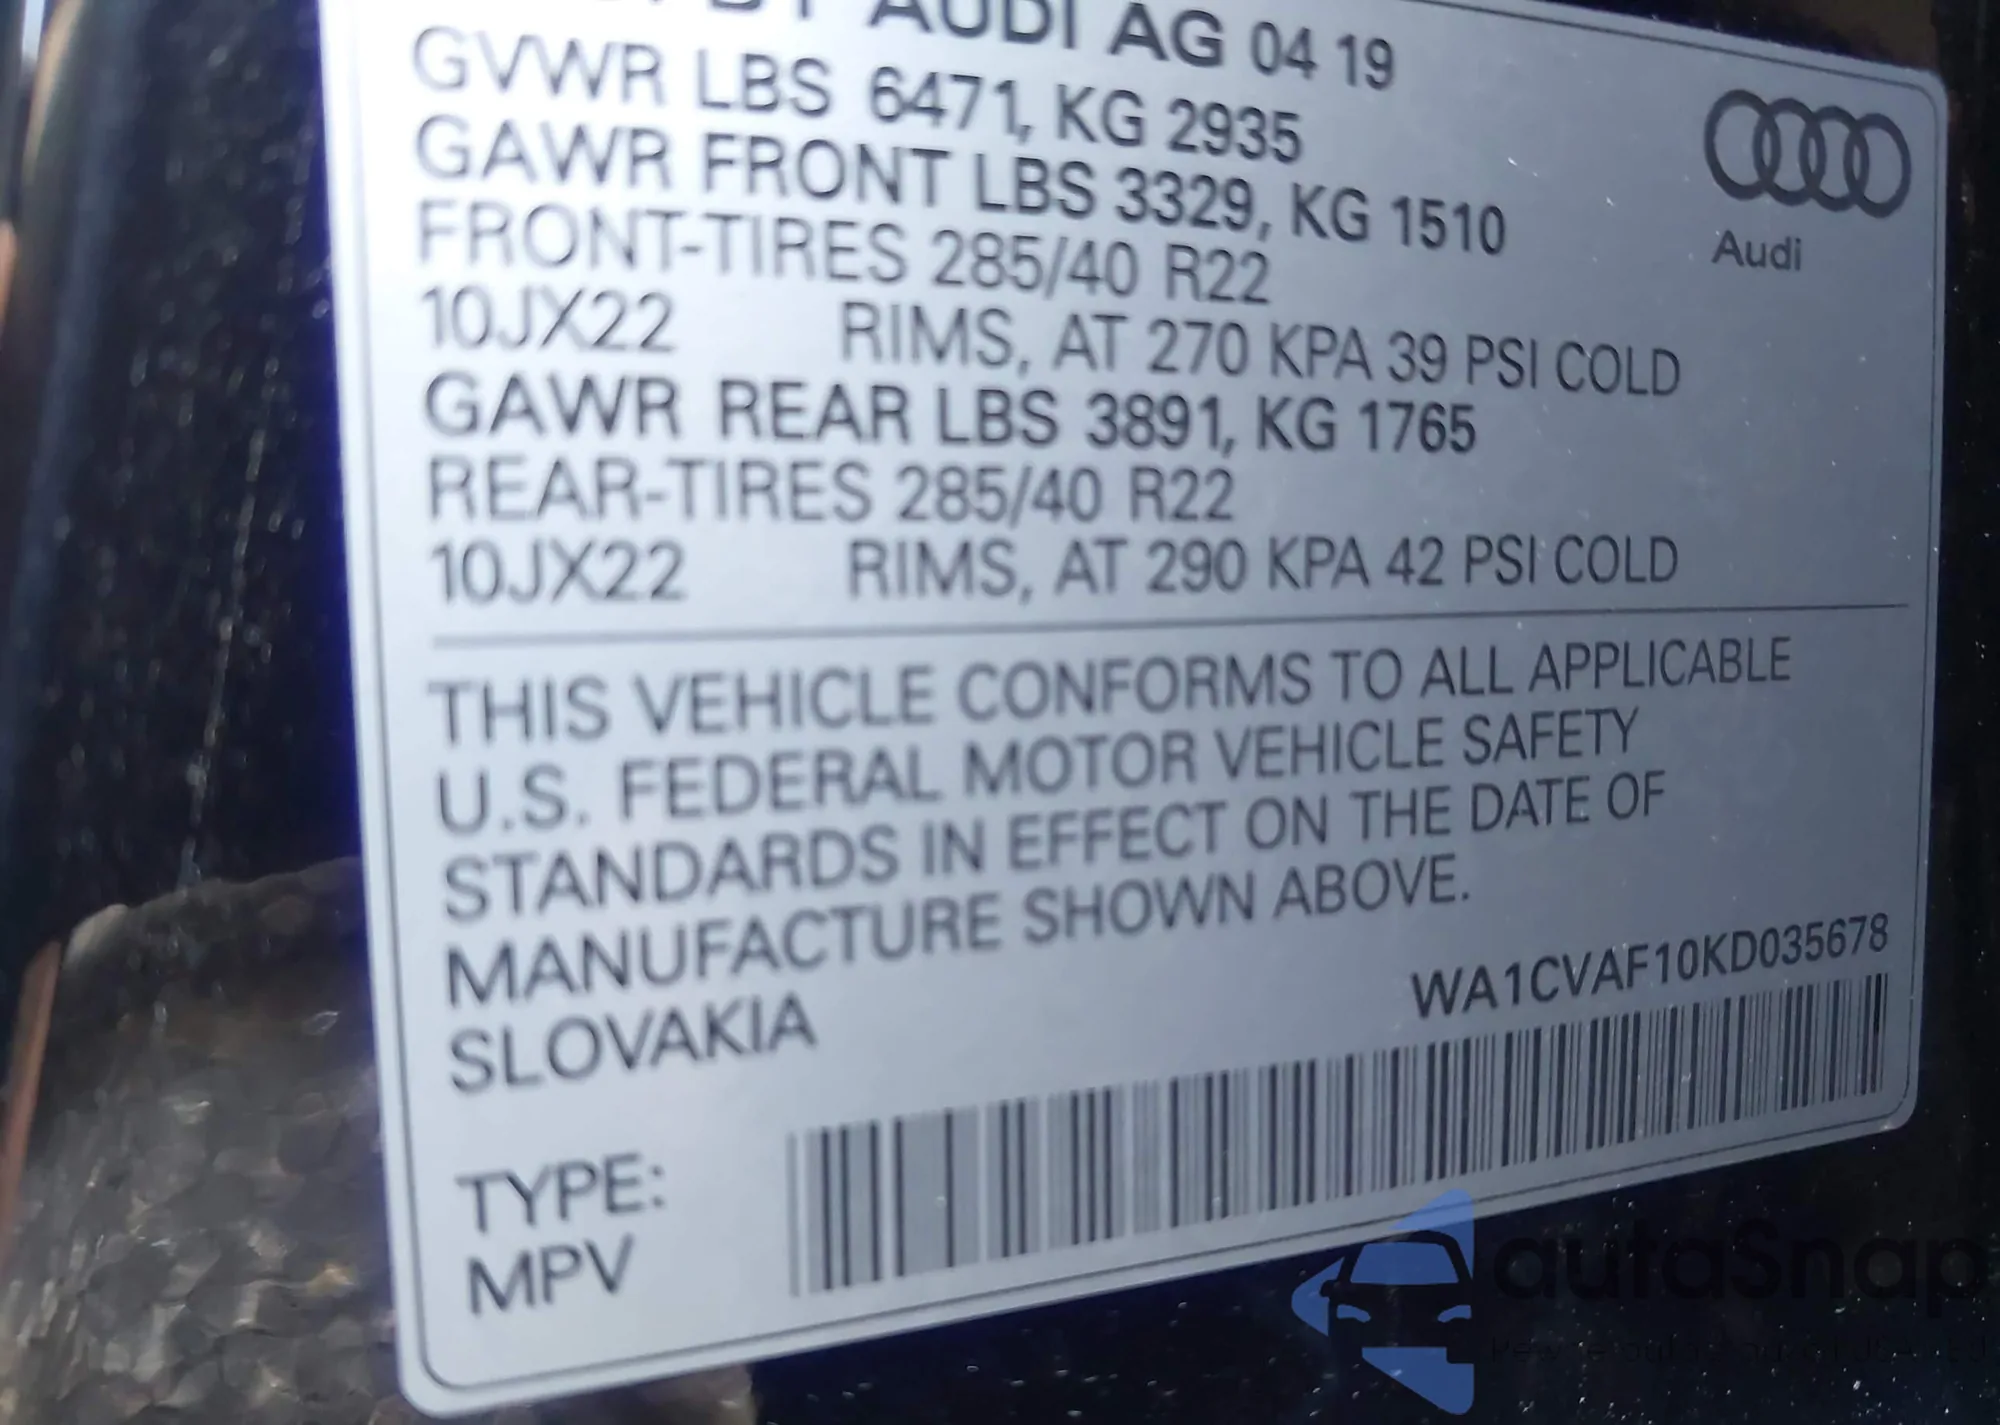 AUDI AG 04 19
GVWR LBS 6471, KG 2935
GAWR FRONT LBS 3329, KG 1510
FRONT-TIRES 285/40 R22
10JX22 RIMS, AT 270 KPA 39 PSI COLD
GAWR REAR LBS 3891, KG 1765
REAR-TIRES 285/40 R22
10JX22 RIMS, AT 290 KPA 42 PSI COLD
Audi
THIS VEHICLE CONFORMS TO ALL APPLICABLE
U.S. FEDERAL MOTOR VEHICLE SAFETY
STANDARDS IN EFFECT ON THE DATE OF
MANUFACTURE SHOWN ABOVE.
SLOVAKIA
WA1CVAF10KD035678
TYPE:
MPV
autaSnap